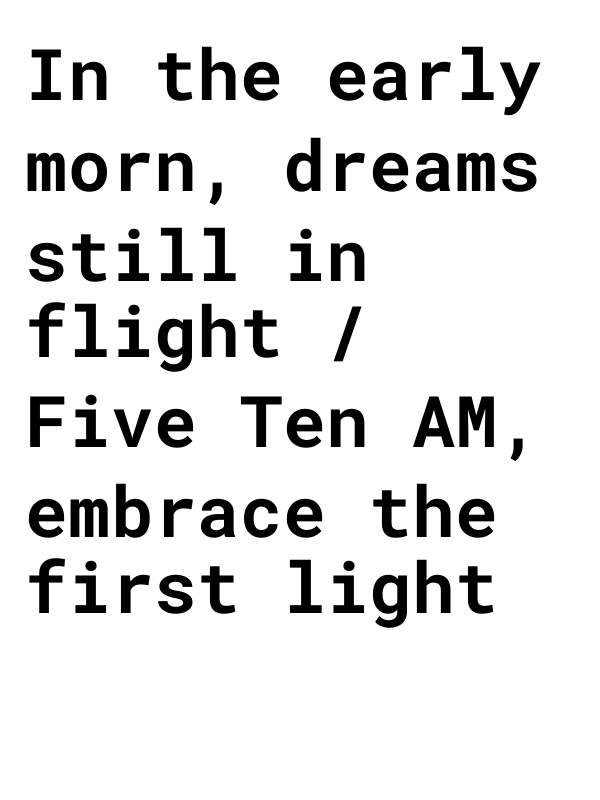 In the early
morn, dreams
still in
flight /
Five Ten AM,
embrace the
first light